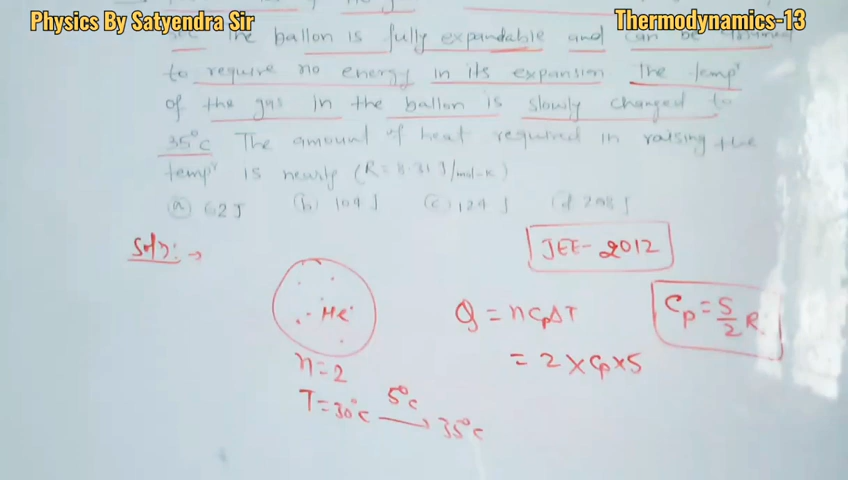 Physics By Satyendra Sir
Thermodynamics-13
The ballon is fully expandable and can be
to require no energy in its expansion The tempr
of the gas in the ballon is slowly changed to
35°C The amount of heat required in raising the
tempr is nearly (R = 8.31 J/mol-K)
(a) 62 J (b) 104 J (c) 124 J (d) 208 J
Soln: →
JEE-2012
He
n=2
T=30°C 5°C → 35°C
Q = nCpΔT
= 2 × Cp × 5
Cp = 5/2 R